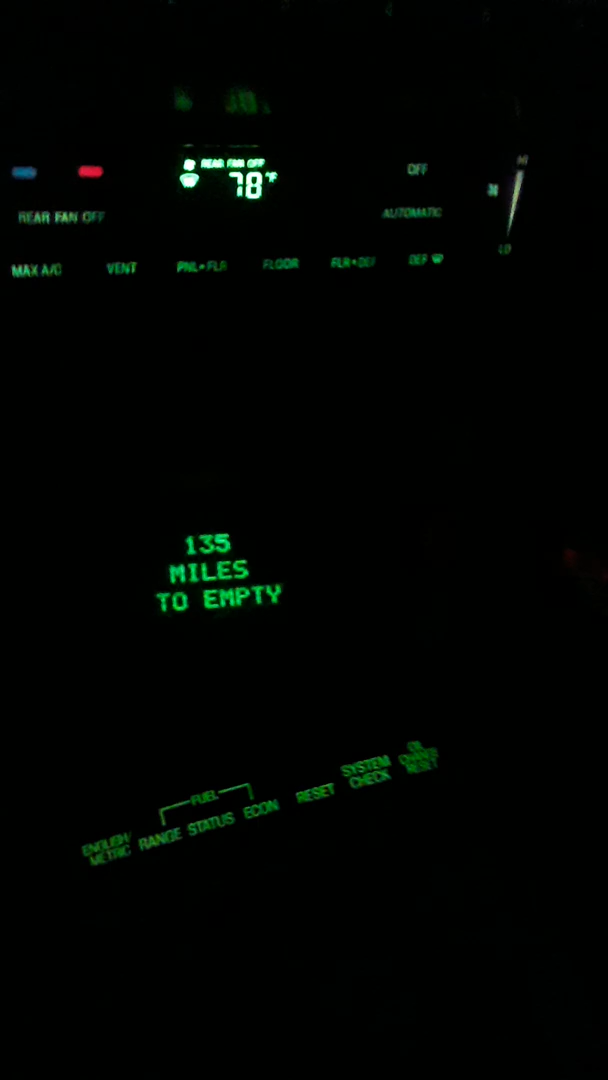 REAR FAN OFF
78°F
OFF
HI
REAR FAN OFF
AUTOMATIC
LO
MAX A/C VENT PNL•FLR FLOOR FLR•DEF DEF
135
MILES
TO EMPTY
FUEL
ENGLISH/
METRIC
RANGE STATUS ECON RESET
SYSTEM
CHECK
OIL
CHANGE
RESET